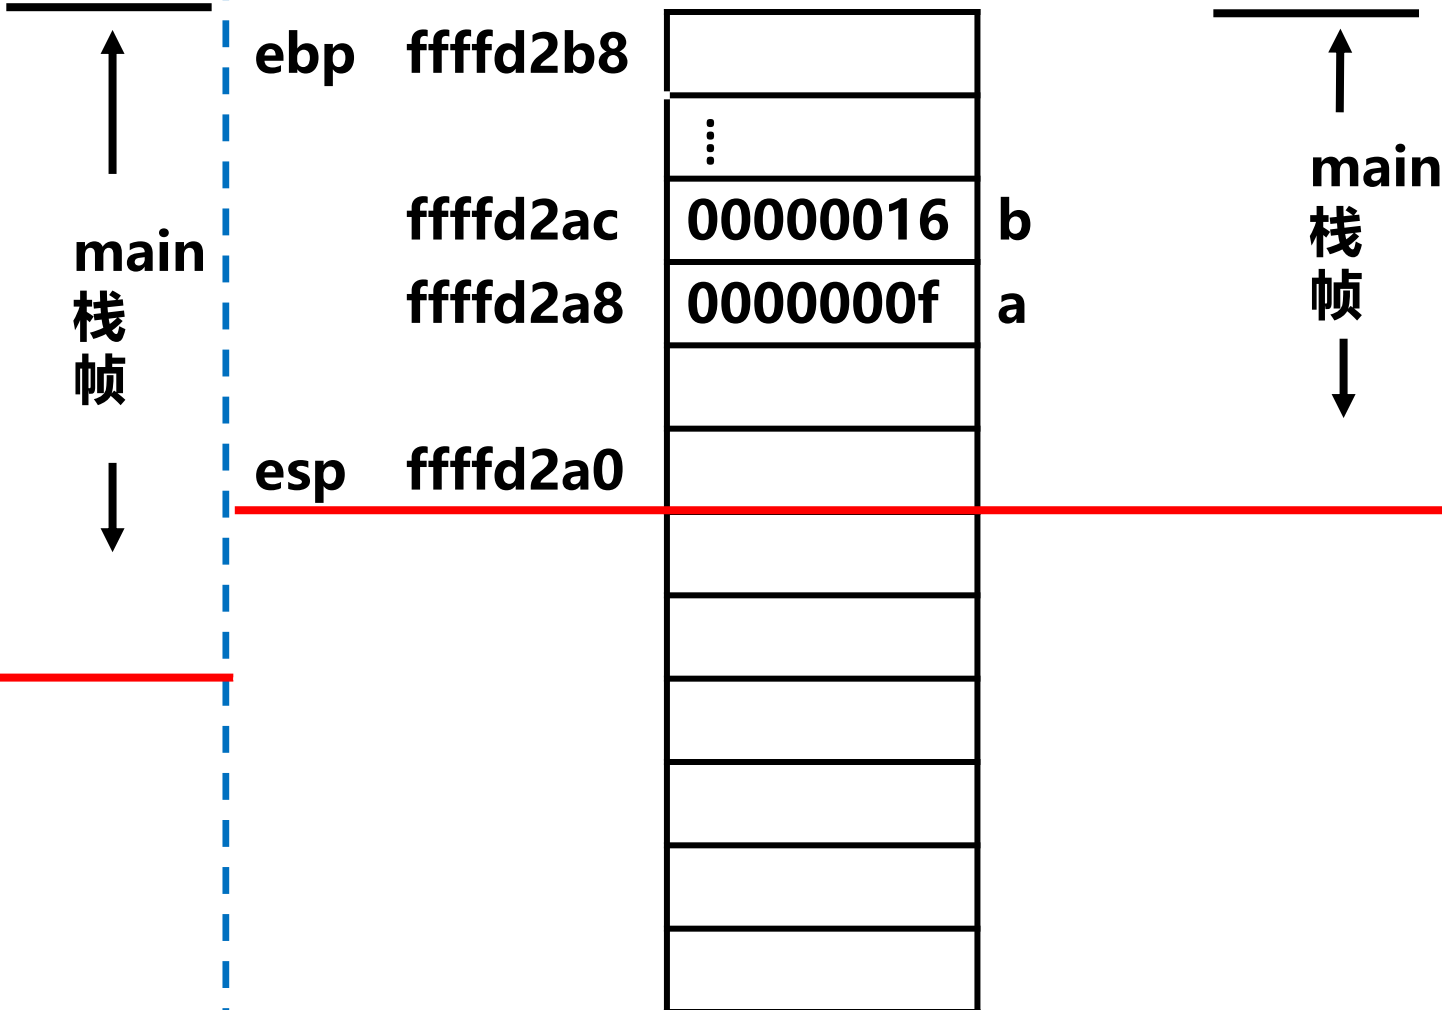 ebp ffffd2b8
ffffd2ac 00000016 b
ffffd2a8 0000000f a
esp ffffd2a0
main
栈
帧
main
栈
帧